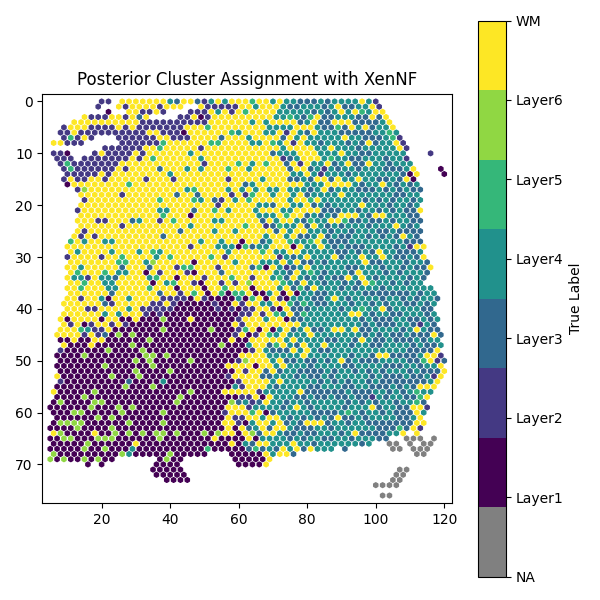 Posterior Cluster Assignment with XenNF
0
10
20
30
40
50
60
70
20
40
60
80
100
120
WM
Layer6
Layer5
Layer4
Layer3
Layer2
Layer1
NA
True Label